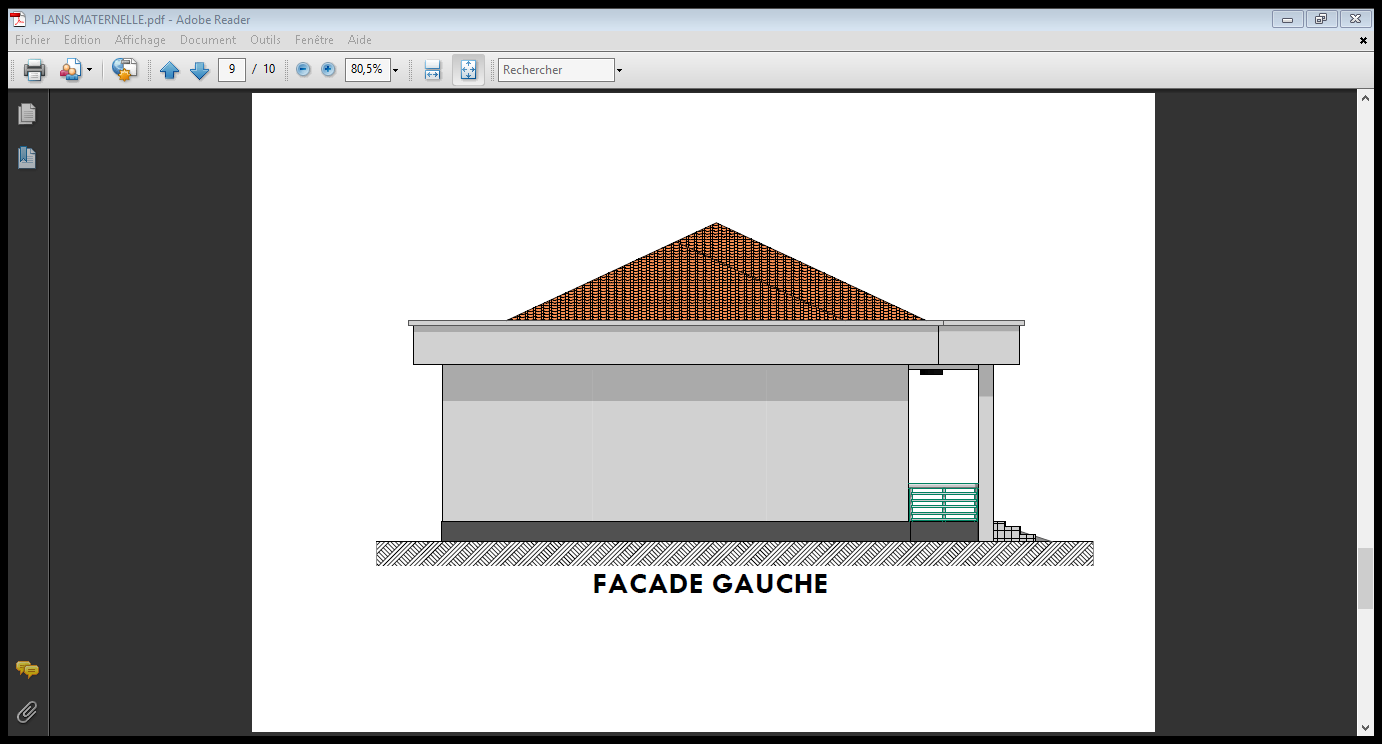 PLANS MATERNELLE.pdf - Adobe Reader
Fichier Edition Affichage Document Outils Fenêtre Aide
9 / 10 80,5% Rechercher
FACADE GAUCHE